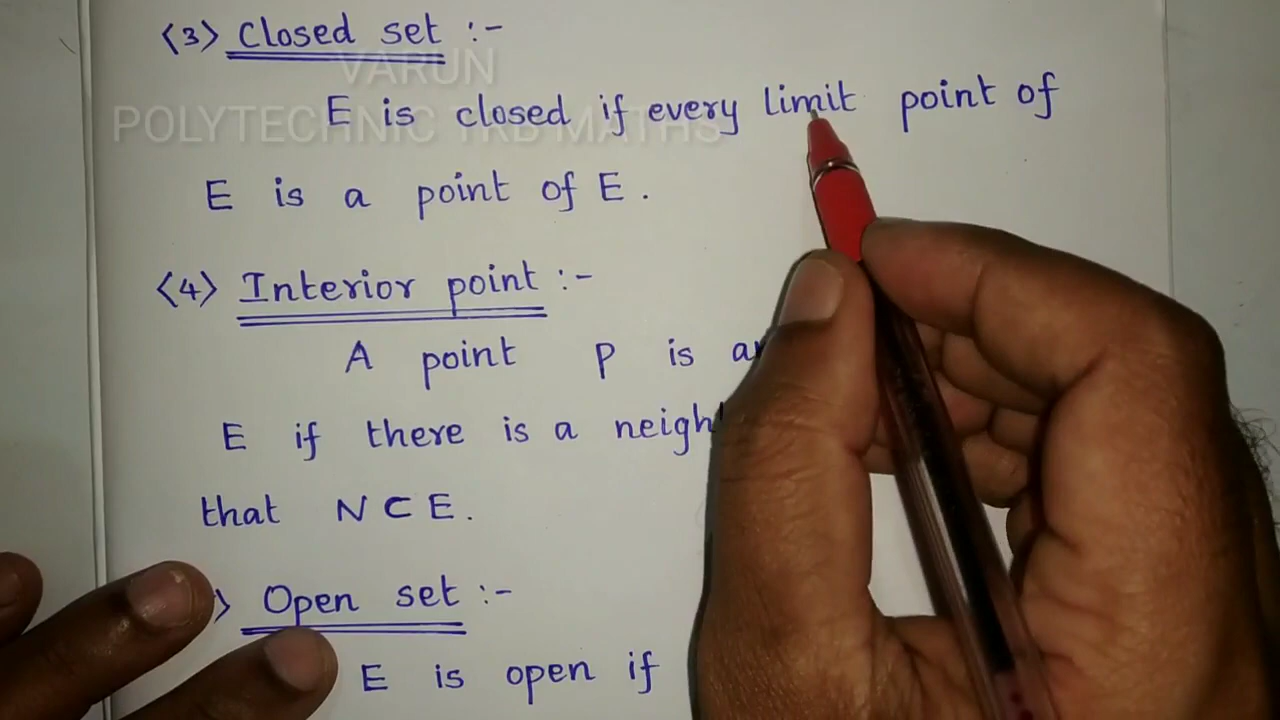 <3> Closed set :-
VARUN
POLYTECHNIC TRB MATHS
E is closed if every limit point of
E is a point of E.
<4> Interior point :-
A point P is
E if there is a
that N ⊂ E.
> Open set :-
E is open if